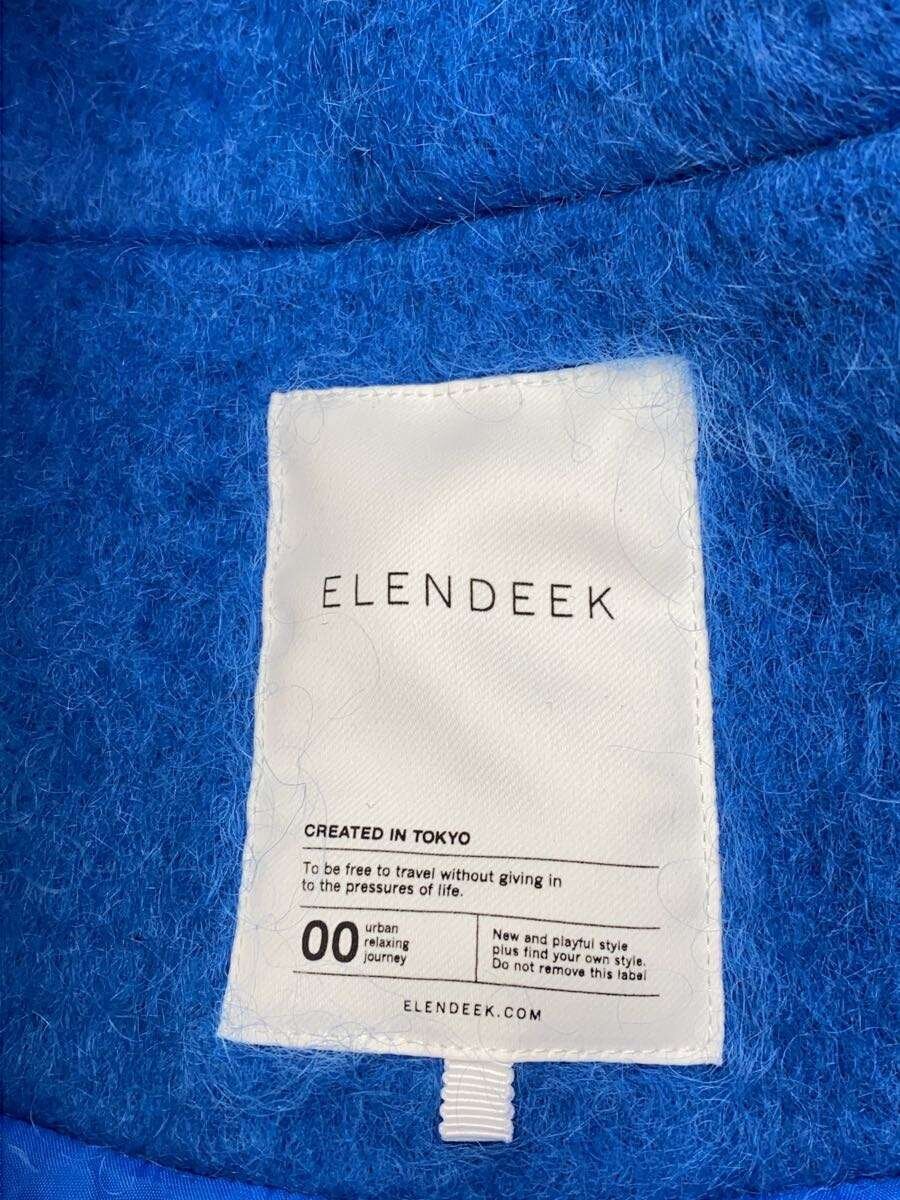 ELENDEEK
CREATED IN TOKYO
To be free to travel without giving in
to the pressures of life.
00
urban
relaxing
journey
New and playful style
plus find your own style.
Do not remove this label
ELENDEEK.COM